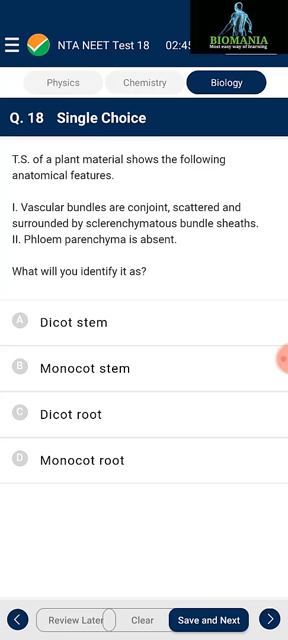 BIOMANIA
Most easy way of learning
NTA NEET Test 18 02:45
Physics Chemistry Biology
Q. 18 Single Choice
T.S. of a plant material shows the following
anatomical features.
I. Vascular bundles are conjoint, scattered and
surrounded by sclerenchymatous bundle sheaths.
II. Phloem parenchyma is absent.
What will you identify it as?
A Dicot stem
B Monocot stem
C Dicot root
D Monocot root
Review Later Clear Save and Next